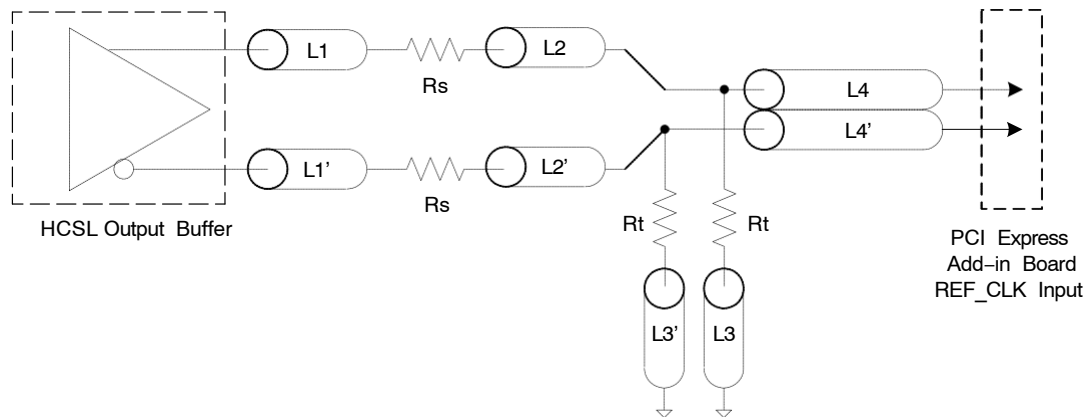 L1
Rs
L2
L4
L4’
L1’
Rs
L2’
HCSL Output Buffer
Rt
Rt
L3’
L3
PCI Express
Add−in Board
REF_CLK Input